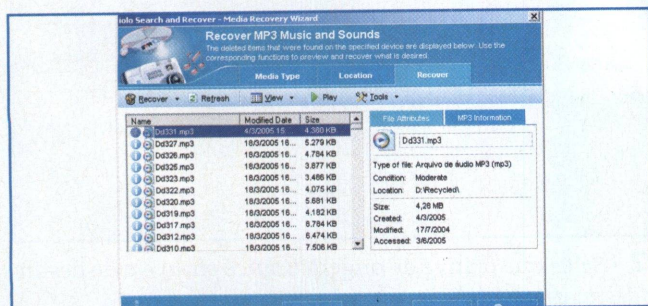 iolo Search and Recover - Media Recovery Wizard
Recover MP3 Music and Sounds
The deleted items that were found on the specified device are displayed below. Use the
corresponding functions to preview and recover what is desired.
Media Type Location Recover
Recover Refresh View Play Tools
Name Modified Date Size
Dd331.mp3 4/3/2005 15... 4.380 KB
Dd327.mp3 18/3/2005 16... 5.279 KB
Dd326.mp3 18/3/2005 16... 4.784 KB
Dd325.mp3 18/3/2005 16... 3.877 KB
Dd323.mp3 18/3/2005 16... 3.486 KB
Dd322.mp3 18/3/2005 16... 4.075 KB
Dd320.mp3 18/3/2005 16... 5.681 KB
Dd319.mp3 18/3/2005 16... 4.182 KB
Dd317.mp3 18/3/2005 16... 6.764 KB
Dd312.mp3 18/3/2005 16... 6.474 KB
Dd310.mp3 18/3/2005 16... 7.506 KB
File Attributes MP3 Information
Dd331.mp3
Type of file: Arquivo de áudio MP3 (mp3)
Condition: Moderate
Location: D:\Recycled\
Size: 4,28 MB
Created: 4/3/2005
Modified: 17/7/2004
Accessed: 3/6/2005